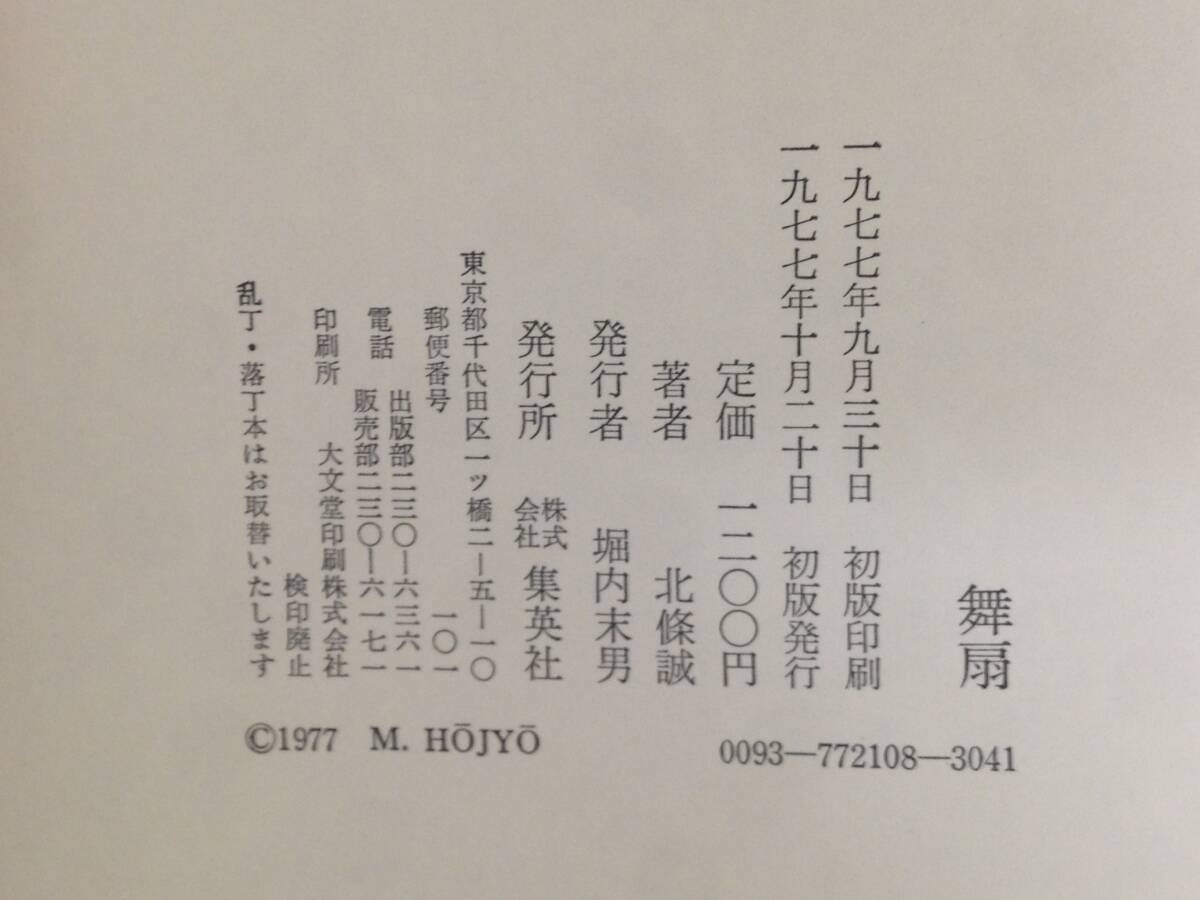 舞扇
一九七七年九月三十日　初版印刷
一九七七年十月二十日　初版発行
定価　一二〇〇円
著者　北條誠
発行者　堀内末男
発行所　株式会社　集英社
東京都千代田区一ツ橋二—五—一〇
郵便番号　一〇一
電話　出版部二三〇—六三六一
販売部二三〇—六一七一
印刷所　大文堂印刷株式会社
検印廃止
乱丁・落丁本はお取替いたします
©1977　M. HŌJYŌ
0093—772108—3041